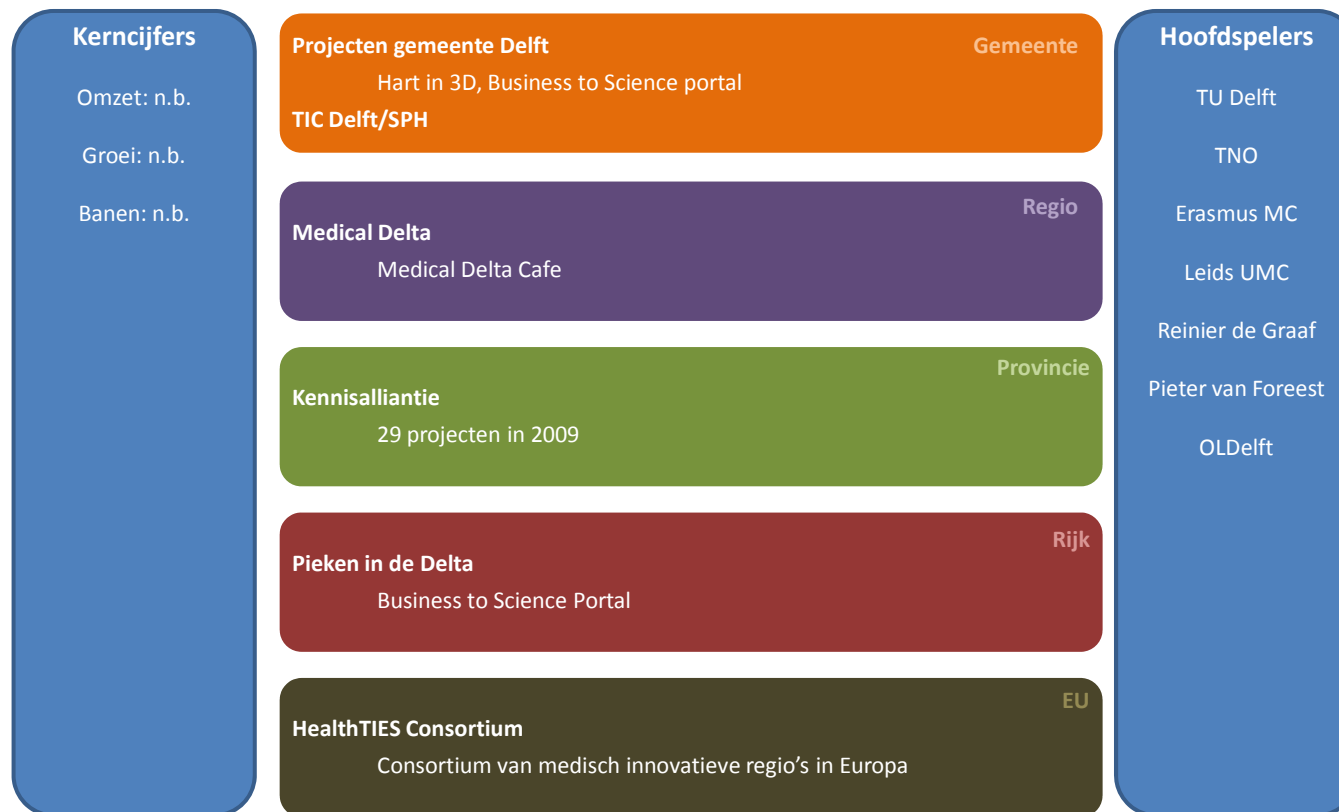 Kerncijfers
Omzet: n.b.
Groei: n.b.
Banen: n.b.
Projecten gemeente Delft
Gemeente
Hart in 3D, Business to Science portal
TIC Delft/SPH
Regio
Medical Delta
Medical Delta Cafe
Provincie
Kennisalliantie
29 projecten in 2009
Rijk
Pieken in de Delta
Business to Science Portal
EU
HealthTIES Consortium
Consortium van medisch innovatieve regio’s in Europa
Hoofdspelers
TU Delft
TNO
Erasmus MC
Leids UMC
Reinier de Graaf
Pieter van Foreest
OLDelft